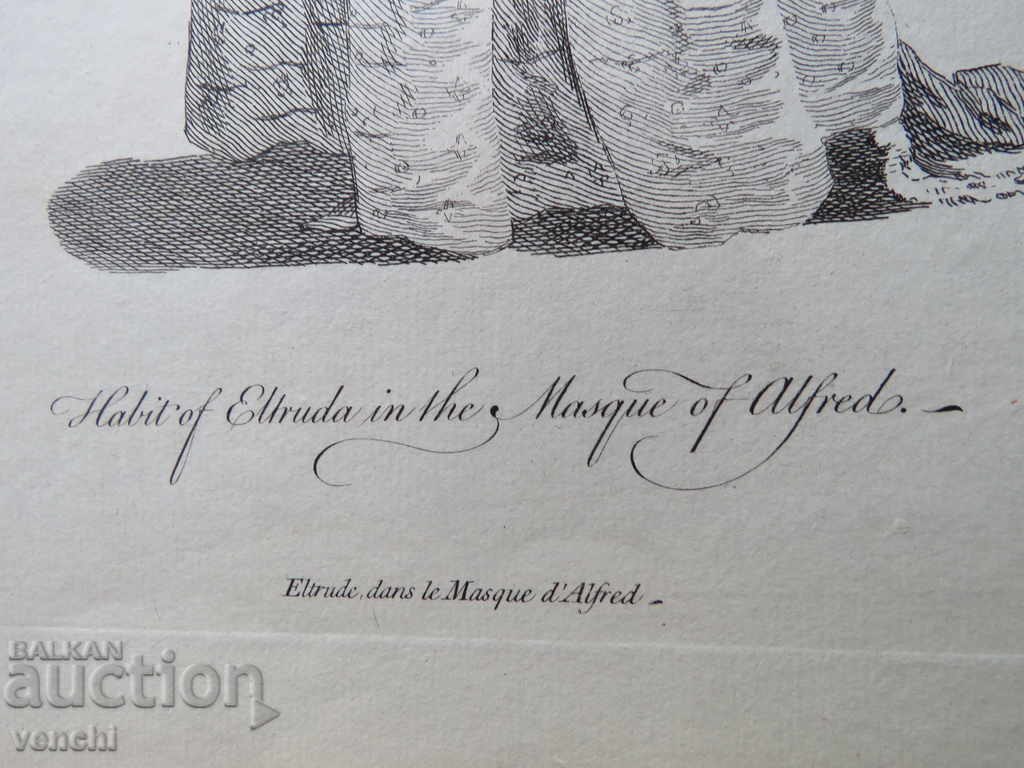 Habit of Eltruda in the Masque of Alfred. –
Eltrude, dans le Masque d'Alfred –
BALKAN
auction
venchi